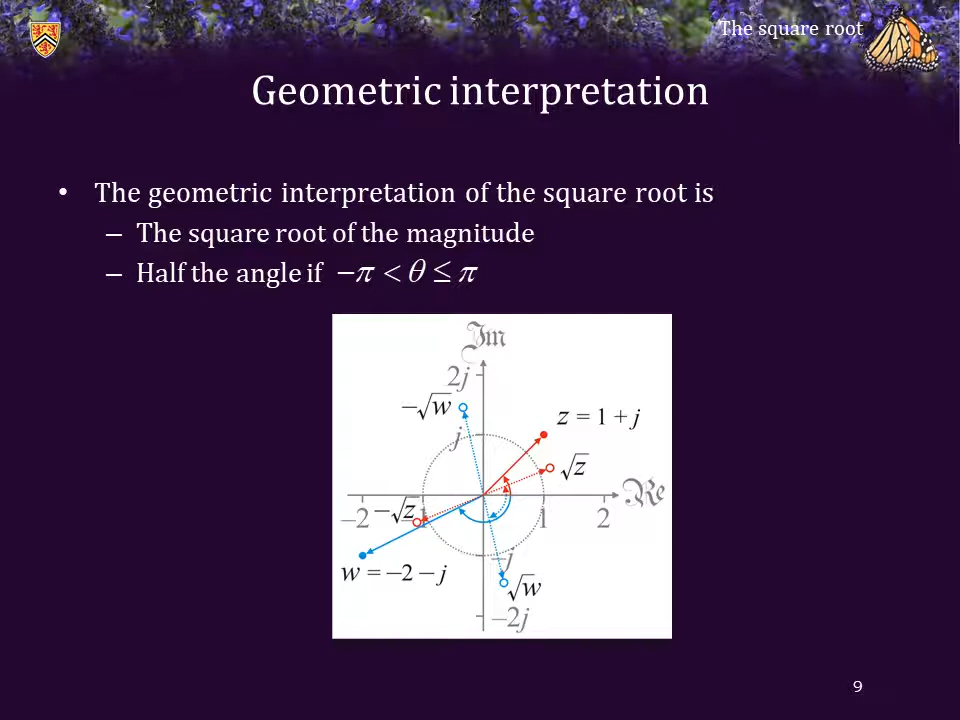 The square root
Geometric interpretation
• The geometric interpretation of the square root is
– The square root of the magnitude
– Half the angle if −π < θ ≤ π
ℑm
2j
−√w
z = 1 + j
j
√z
ℜe
−√z
−2
−1
1
2
−j
w = −2 − j
√w
−2j
9